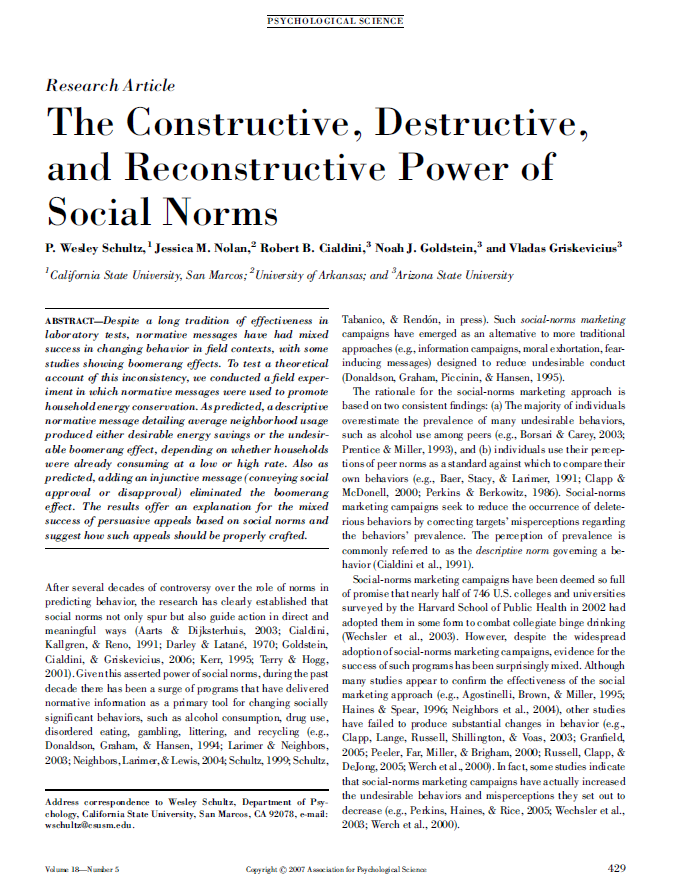 PSYCHOLOGICAL SCIENCE
Research Article
The Constructive, Destructive,
and Reconstructive Power of
Social Norms
P. Wesley Schultz,1 Jessica M. Nolan,2 Robert B. Cialdini,3 Noah J. Goldstein,3 and Vladas Griskevicius3
1California State University, San Marcos; 2University of Arkansas; and 3Arizona State University
ABSTRACT—Despite a long tradition of effectiveness in
laboratory tests, normative messages have had mixed
success in changing behavior in field contexts, with some
studies showing boomerang effects. To test a theoretical
account of this inconsistency, we conducted a field exper-
iment in which normative messages were used to promote
household energy conservation. As predicted, a descriptive
normative message detailing average neighborhood usage
produced either desirable energy savings or the undesir-
able boomerang effect, depending on whether households
were already consuming at a low or high rate. Also as
predicted, adding an injunctive message (conveying social
approval or disapproval) eliminated the boomerang
effect. The results offer an explanation for the mixed
success of persuasive appeals based on social norms and
suggest how such appeals should be properly crafted.
After several decades of controversy over the role of norms in
predicting behavior, the research has clearly established that
social norms not only spur but also guide action in direct and
meaningful ways (Aarts & Dijksterhuis, 2003; Cialdini,
Kallgren, & Reno, 1991; Darley & Latané, 1970; Goldstein,
Cialdini, & Griskevicius, 2006; Kerr, 1995; Terry & Hogg,
2001). Given this asserted power of social norms, during the past
decade there has been a surge of programs that have delivered
normative information as a primary tool for changing socially
significant behaviors, such as alcohol consumption, drug use,
disordered eating, gambling, littering, and recycling (e.g.,
Donaldson, Graham, & Hansen, 1994; Larimer & Neighbors,
2003; Neighbors, Larimer, & Lewis, 2004; Schultz, 1999; Schultz,
Address correspondence to Wesley Schultz, Department of Psy-
chology, California State University, San Marcos, CA 92078, e-mail:
wschultz@csusm.edu.
Tabanico, & Rendón, in press). Such social-norms marketing
campaigns have emerged as an alternative to more traditional
approaches (e.g., information campaigns, moral exhortation, fear-
inducing messages) designed to reduce undesirable conduct
(Donaldson, Graham, Piccinin, & Hansen, 1995).
The rationale for the social-norms marketing approach is
based on two consistent findings: (a) The majority of individuals
overestimate the prevalence of many undesirable behaviors,
such as alcohol use among peers (e.g., Borsari & Carey, 2003;
Prentice & Miller, 1993), and (b) individuals use their percep-
tions of peer norms as a standard against which to compare their
own behaviors (e.g., Baer, Stacy, & Larimer, 1991; Clapp &
McDonell, 2000; Perkins & Berkowitz, 1986). Social-norms
marketing campaigns seek to reduce the occurrence of delete-
rious behaviors by correcting targets' misperceptions regarding
the behaviors' prevalence. The perception of prevalence is
commonly referred to as the descriptive norm governing a be-
havior (Cialdini et al., 1991).
Social-norms marketing campaigns have been deemed so full
of promise that nearly half of 746 U.S. colleges and universities
surveyed by the Harvard School of Public Health in 2002 had
adopted them in some form to combat collegiate binge drinking
(Wechsler et al., 2003). However, despite the widespread
adoption of social-norms marketing campaigns, evidence for the
success of such programs has been surprisingly mixed. Although
many studies appear to confirm the effectiveness of the social
marketing approach (e.g., Agostinelli, Brown, & Miller, 1995;
Haines & Spear, 1996; Neighbors et al., 2004), other studies
have failed to produce substantial changes in behavior (e.g.,
Clapp, Lange, Russell, Shillington, & Voas, 2003; Granfield,
2005; Peeler, Far, Miller, & Brigham, 2000; Russell, Clapp, &
DeJong, 2005; Werch et al., 2000). In fact, some studies indicate
that social-norms marketing campaigns have actually increased
the undesirable behaviors and misperceptions they set out to
decrease (e.g., Perkins, Haines, & Rice, 2005; Wechsler et al.,
2003; Werch et al., 2000).
Volume 18—Number 5
Copyright © 2007 Association for Psychological Science
429